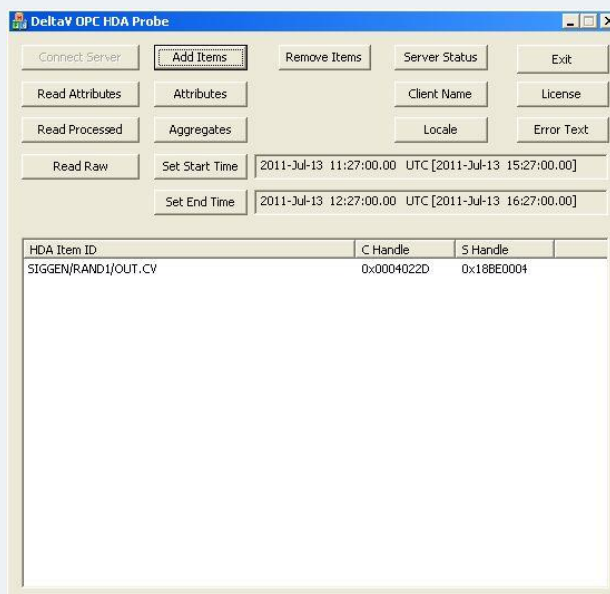 DeltaV OPC HDA Probe
Connect Server Add Items Remove Items Server Status Exit
Read Attributes Attributes Client Name License
Read Processed Aggregates Locale Error Text
Read Raw Set Start Time 2011-Jul-13 11:27:00.00 UTC [2011-Jul-13 15:27:00.00]
Set End Time 2011-Jul-13 12:27:00.00 UTC [2011-Jul-13 16:27:00.00]
HDA Item ID C Handle S Handle
SIGGEN/RAND1/OUT.CV 0x0004022D 0x18BE0004